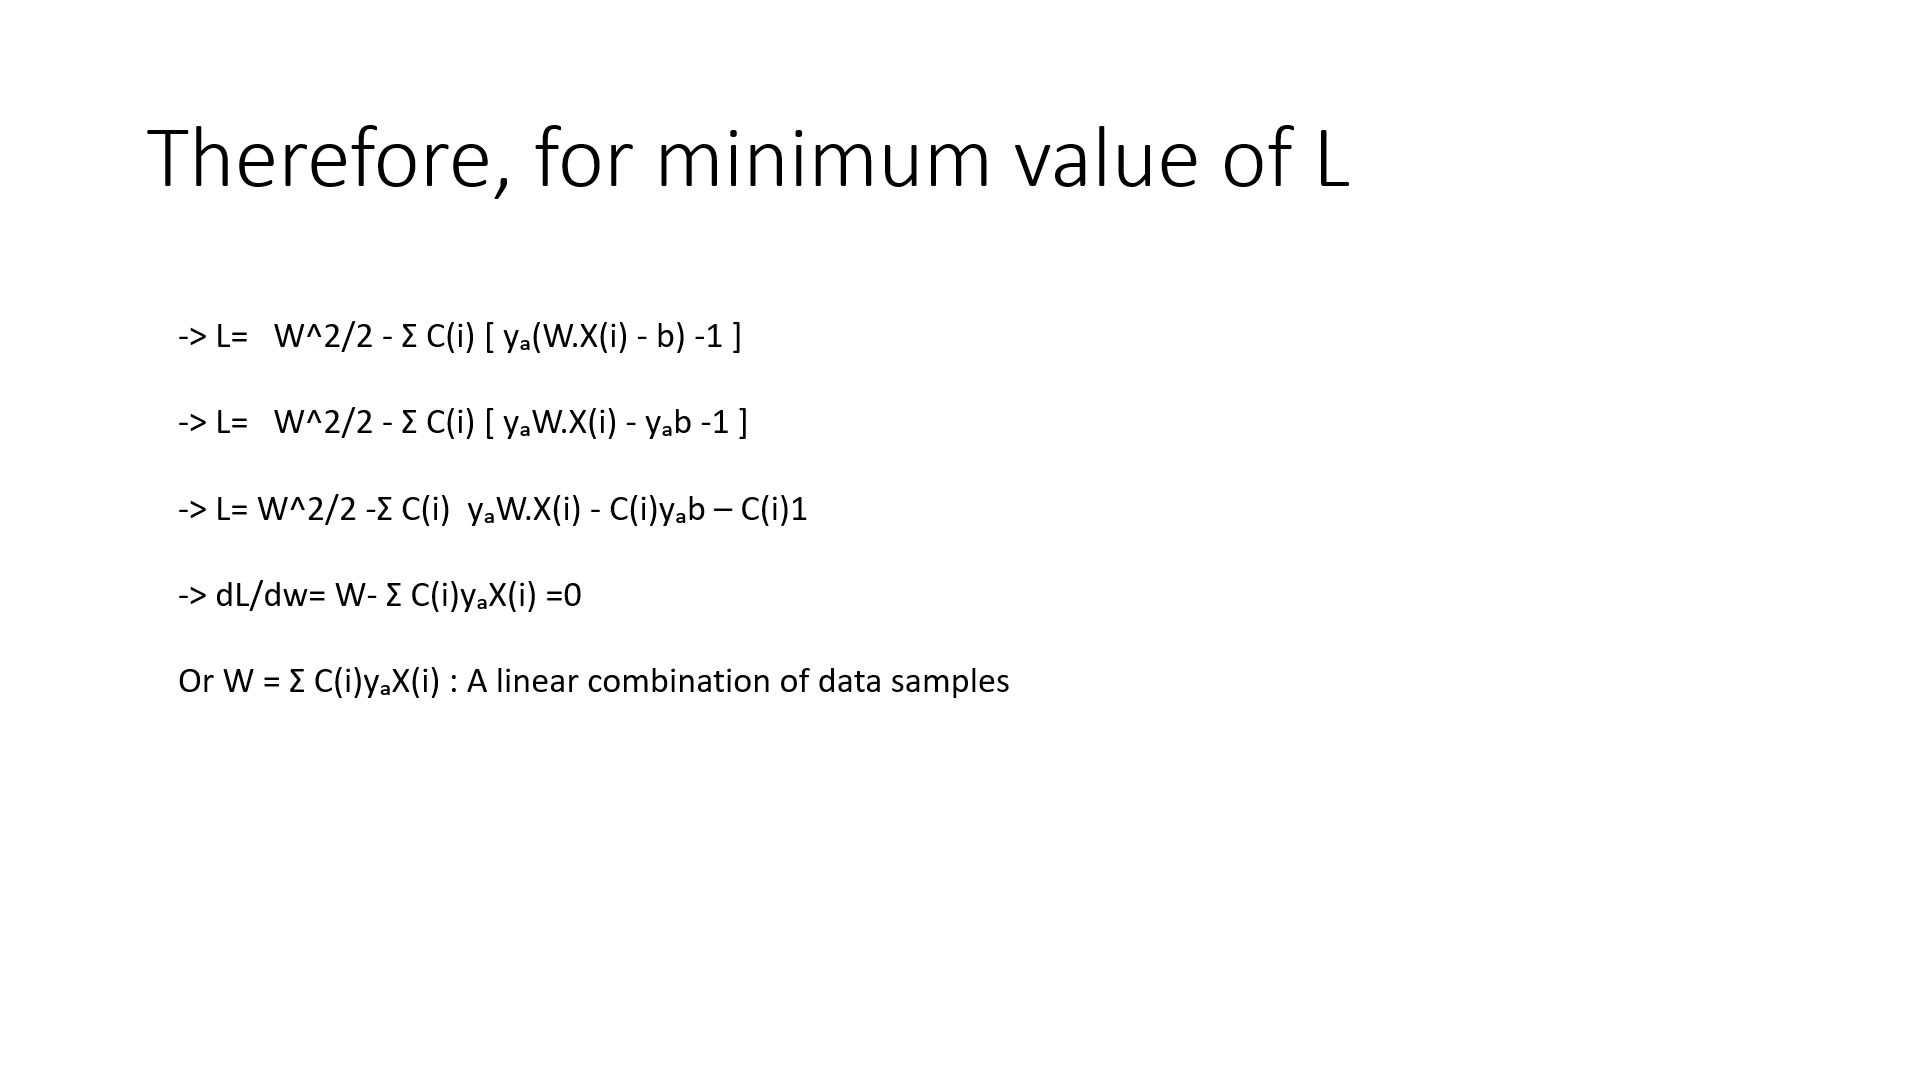 Therefore, for minimum value of L
-> L=   W^2/2 - Σ C(i) [ yₐ(W.X(i) - b) -1 ]
-> L=   W^2/2 - Σ C(i) [ yₐW.X(i) - yₐb -1 ]
-> L= W^2/2 -Σ C(i)  yₐW.X(i) - C(i)yₐb – C(i)1
-> dL/dw= W- Σ C(i)yₐX(i) =0
Or W = Σ C(i)yₐX(i) : A linear combination of data samples